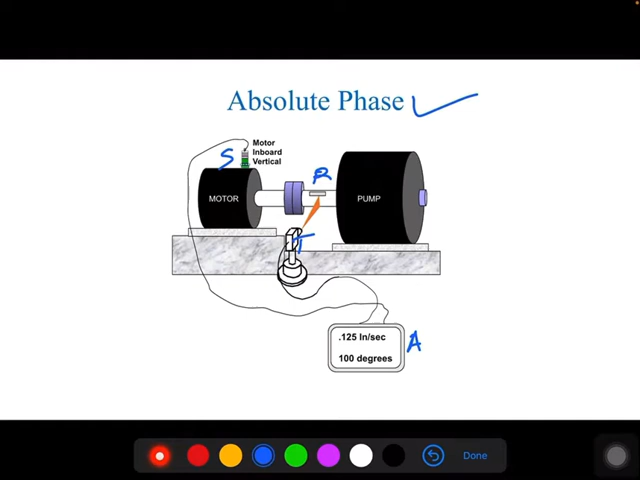 Absolute Phase
Motor
Inboard
Vertical
S
R
MOTOR
PUMP
T
.125 In/sec
100 degrees
A
Done